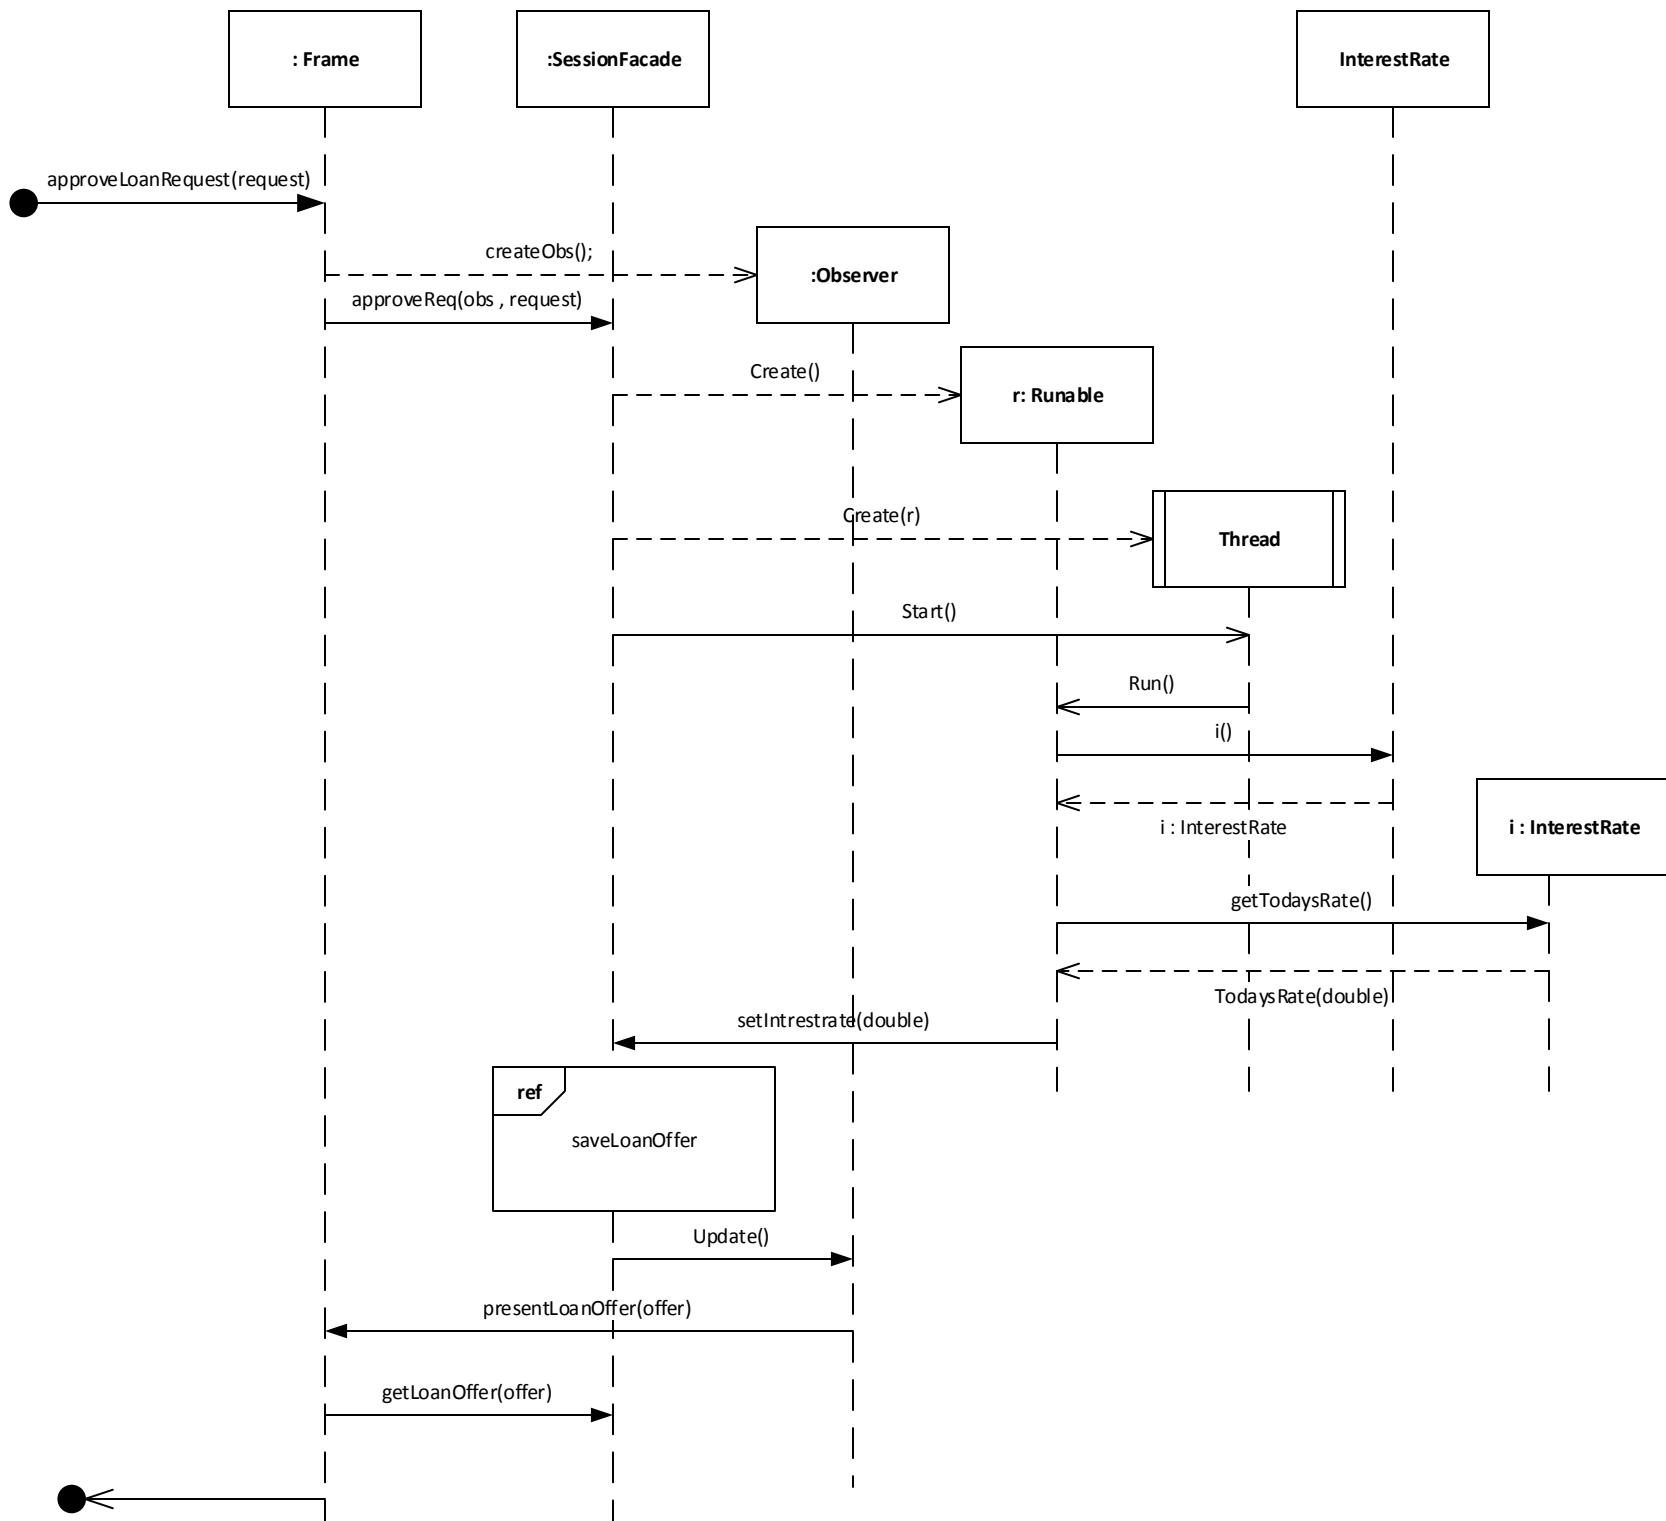 : Frame
:SessionFacade
InterestRate
approveLoanRequest(request)
createObs();
:Observer
approveReq(obs , request)
Create()
r: Runable
Create(r)
Thread
Start()
Run()
i()
i : InterestRate
i : InterestRate
getTodaysRate()
TodaysRate(double)
setIntrestrate(double)
ref
saveLoanOffer
Update()
presentLoanOffer(offer)
getLoanOffer(offer)